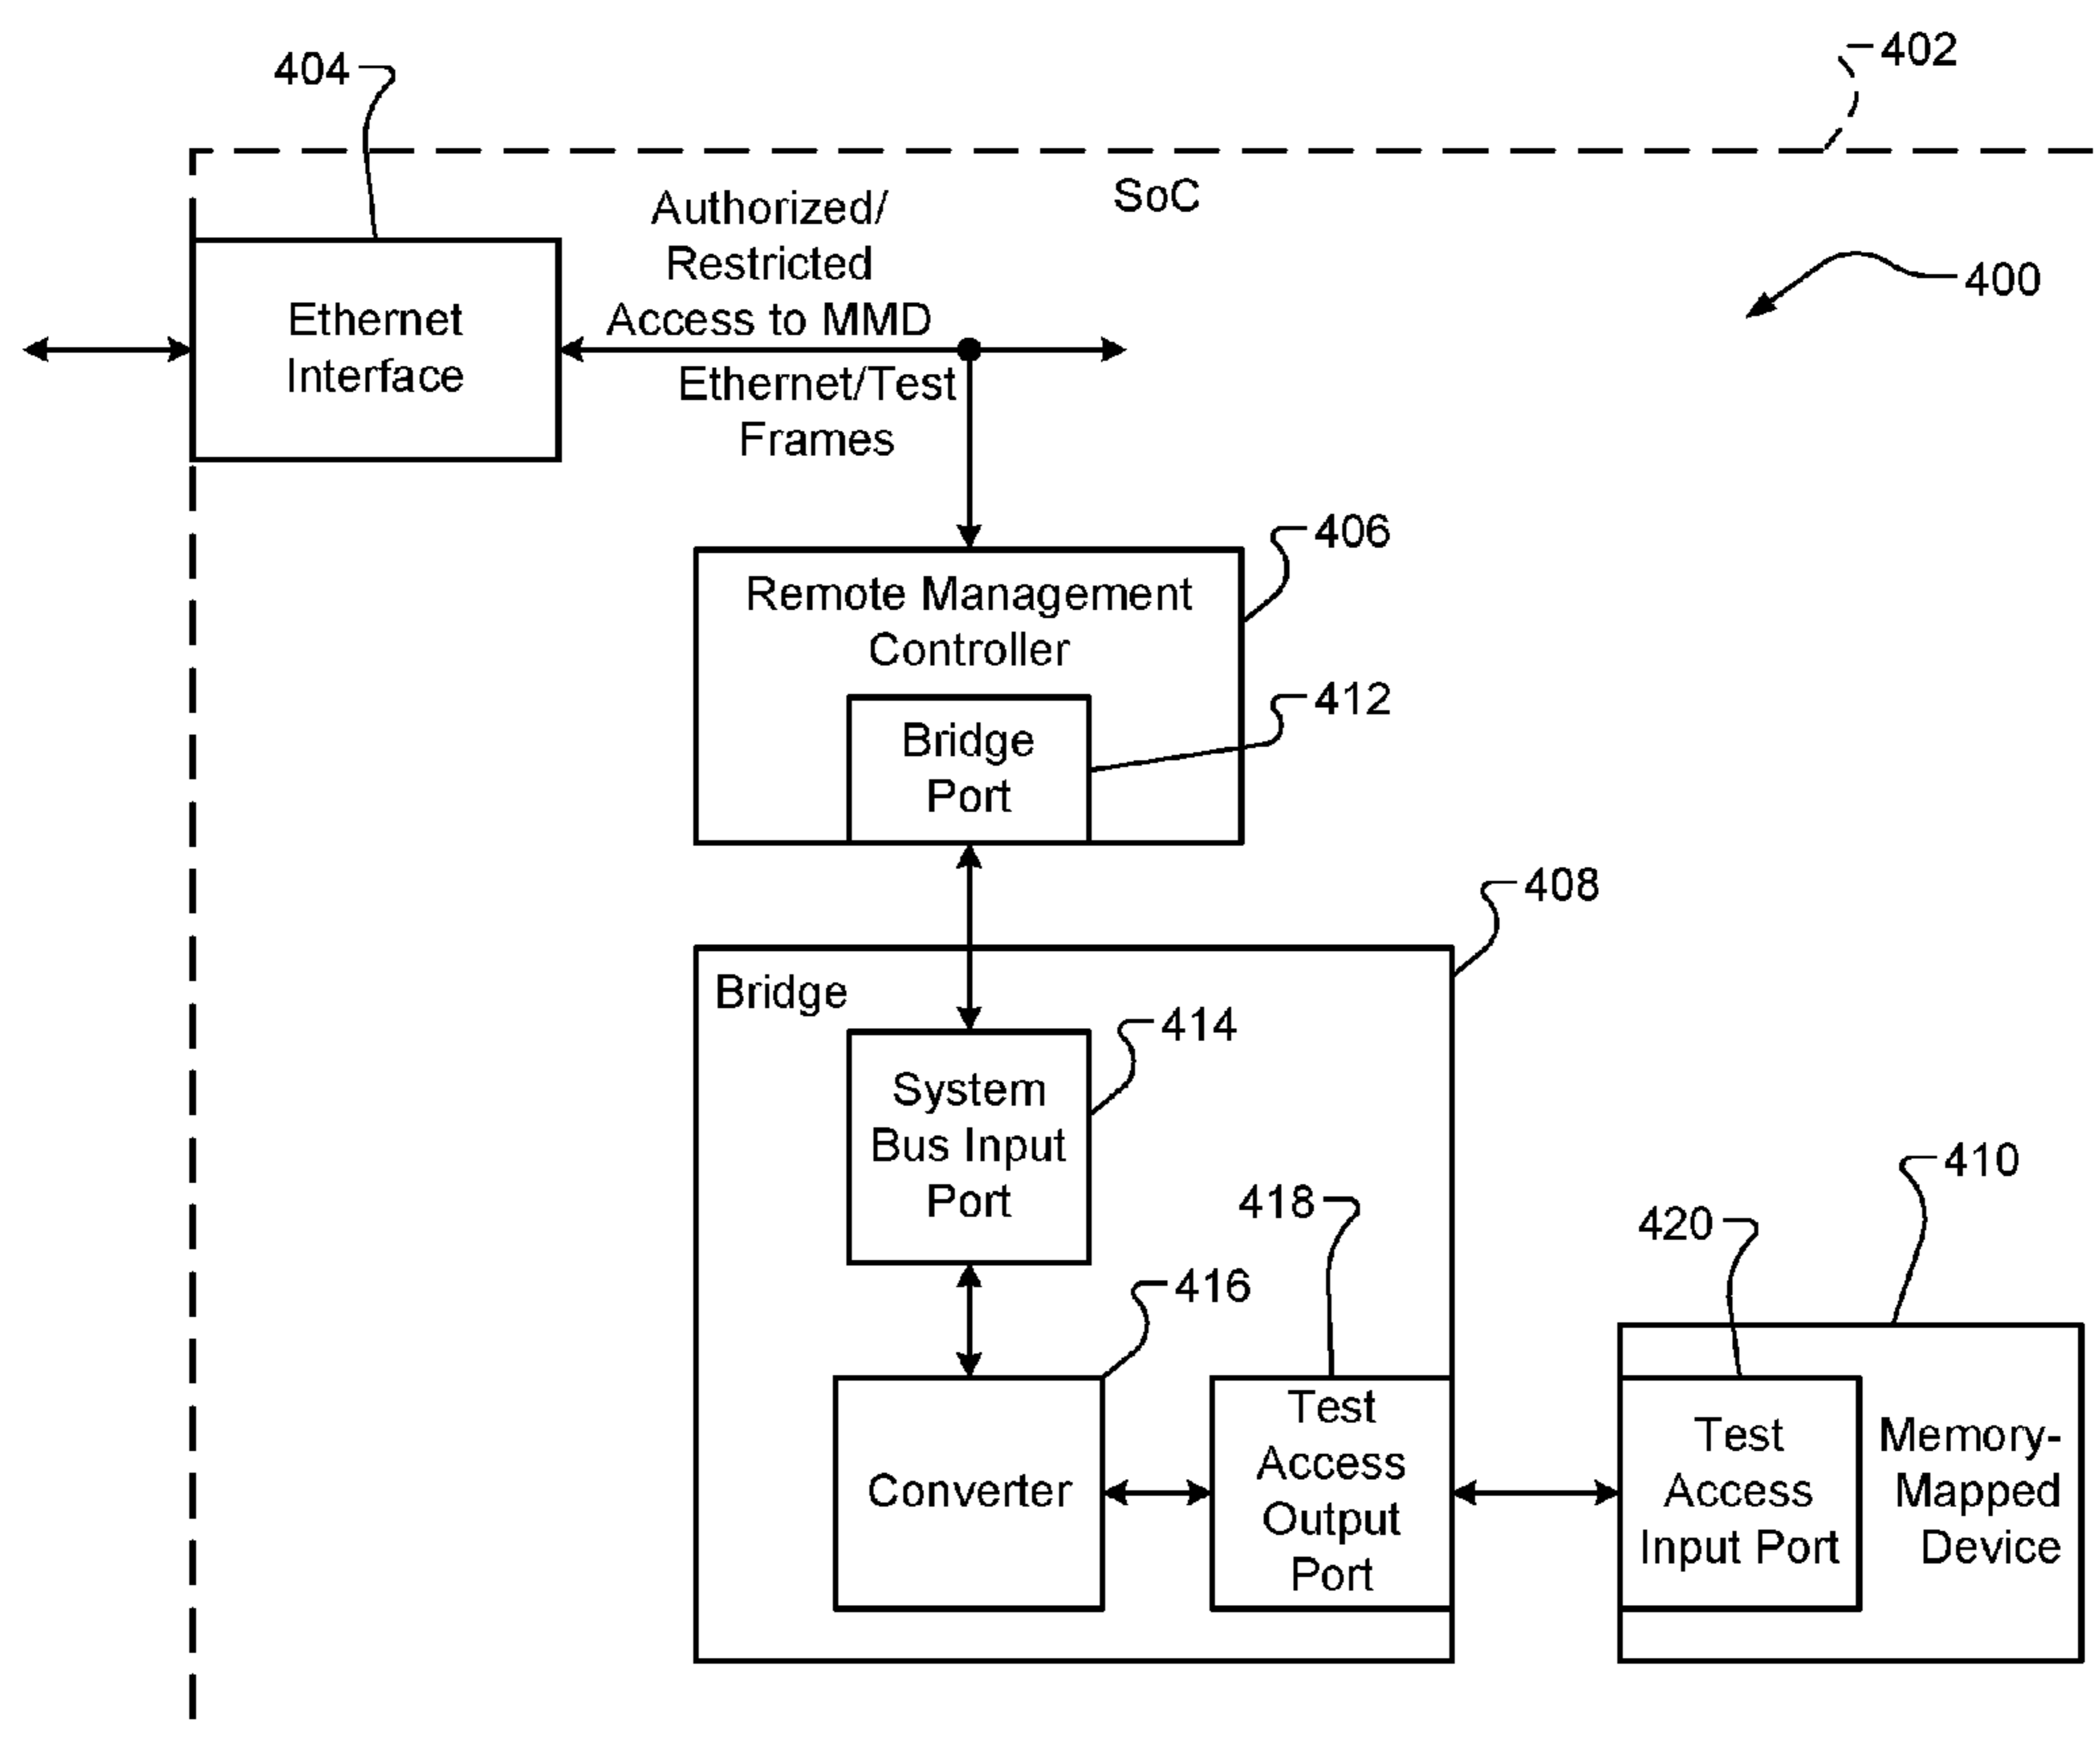 402
404
SoC
Authorized/
Restricted
Access to MMD
400
Ethernet
Interface
Ethernet/Test
Frames
406
Remote Management
Controller
412
Bridge
Port
408
Bridge
414
System
Bus Input
Port
410
418
420
416
Converter
Test
Access
Output
Port
Test
Access
Input Port
Memory-
Mapped
Device